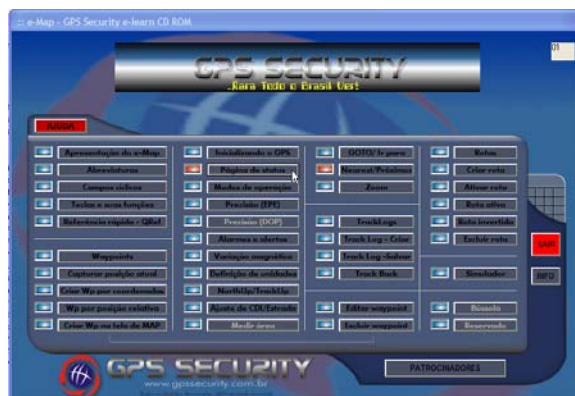 :: e-Map - GPS Security e-learn CD ROM
01
GPS SECURITY
..Para Todo o Brasil Ver!
AJUDA
Apresentação do e-Map
Abreviaturas
Campos cíclicos
Teclas e suas funções
Referência rápida - QRef
Waypoints
Capturar posição atual
Criar Wp por coordenadas
Wp por posição relativa
Criar Wp na tela de MAP
Inicializando o GPS
Página de status
Modos de operação
Precisão (EPE)
Precisão (DOP)
Alarmes e alertas
Variação magnética
Definição de unidades
NorthUp/TrackUp
Ajuste de CDI/Estrada
Medir área
GOTO/ Ir para
Nearest/Próximos
Zoom
TrackLogs
Track Log - Criar
Track Log -Salvar
Track Back
Editar waypoint
Excluir waypoint
Rotas
Criar rota
Ativar rota
Rota ativa
Rota invertida
Excluir rota
Simulador
Bússola
Reservado
SAIR
INFO
GPS SECURITY
www.gpssecurity.com.br
PATROCINADORES